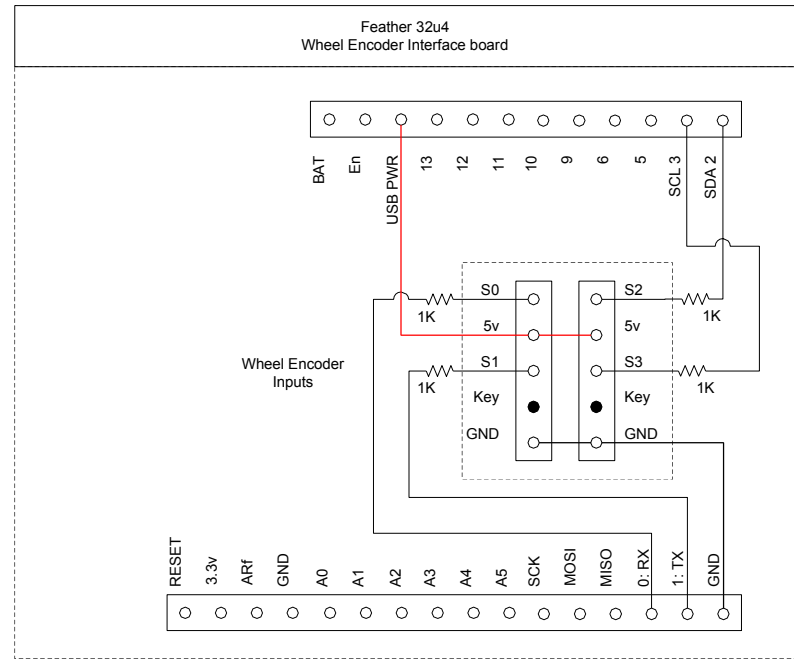 Feather 32u4
Wheel Encoder Interface board
BAT
En
USB PWR
13
12
11
10
9
6
5
SCL 3
SDA 2
S0
S2
1K
1K
5v
5v
Wheel Encoder
Inputs
S1
S3
1K
1K
Key
Key
GND
GND
RESET
3.3v
ARf
GND
A0
A1
A2
A3
A4
A5
SCK
MOSI
MISO
0: RX
1: TX
GND